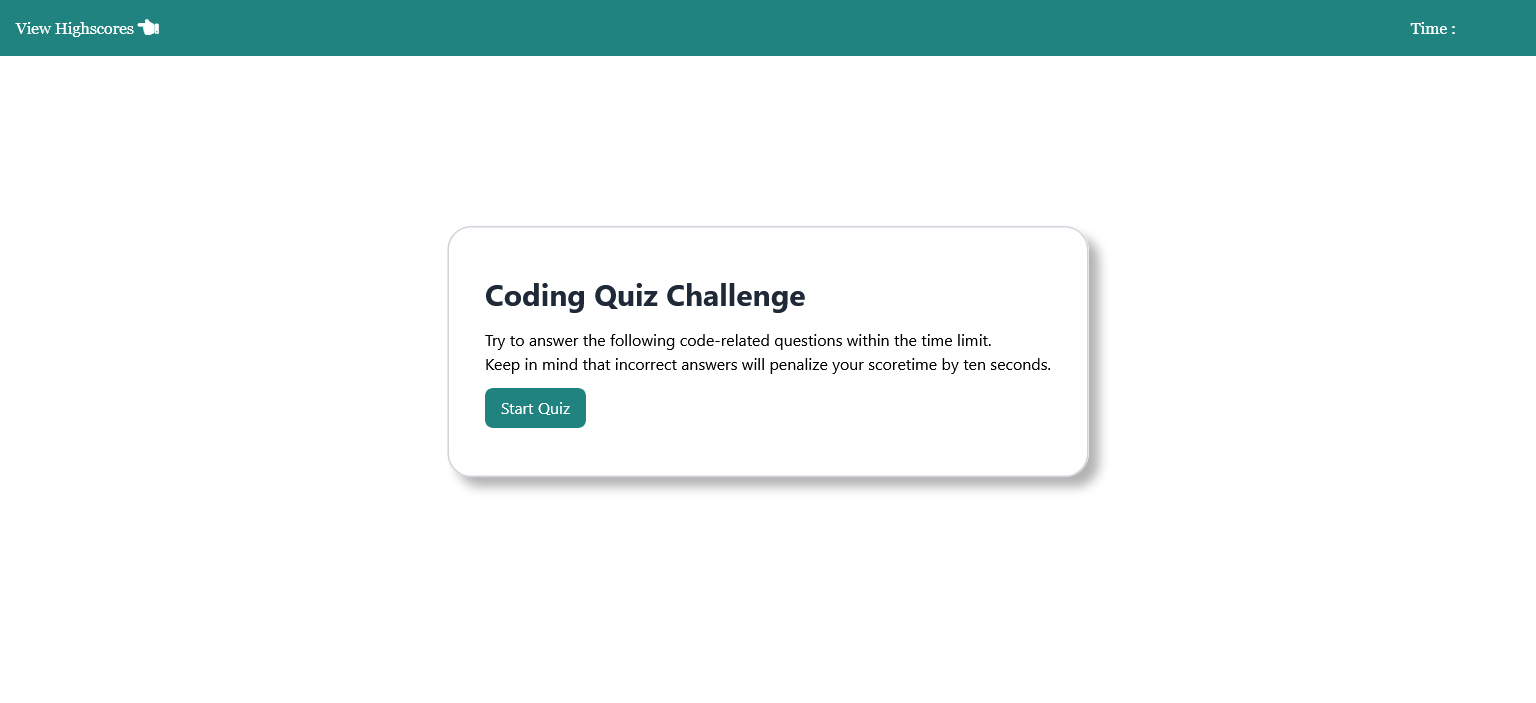 View Highscores
Time :
Coding Quiz Challenge
Try to answer the following code-related questions within the time limit.
Keep in mind that incorrect answers will penalize your scoretime by ten seconds.
Start Quiz